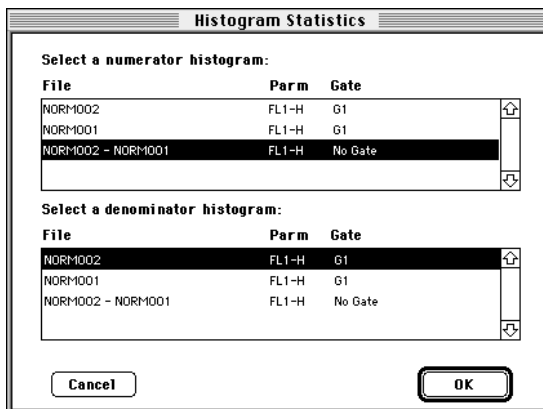 Histogram Statistics
Select a numerator histogram:
File Parm Gate
NORM002 FL1-H G1
NORM001 FL1-H G1
NORM002 - NORM001 FL1-H No Gate
Select a denominator histogram:
File Parm Gate
NORM002 FL1-H G1
NORM001 FL1-H G1
NORM002 - NORM001 FL1-H No Gate
Cancel OK